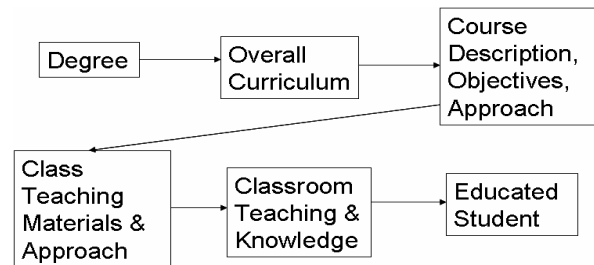 Degree
Overall
Curriculum
Course
Description,
Objectives,
Approach
Class
Teaching
Materials &
Approach
Classroom
Teaching &
Knowledge
Educated
Student